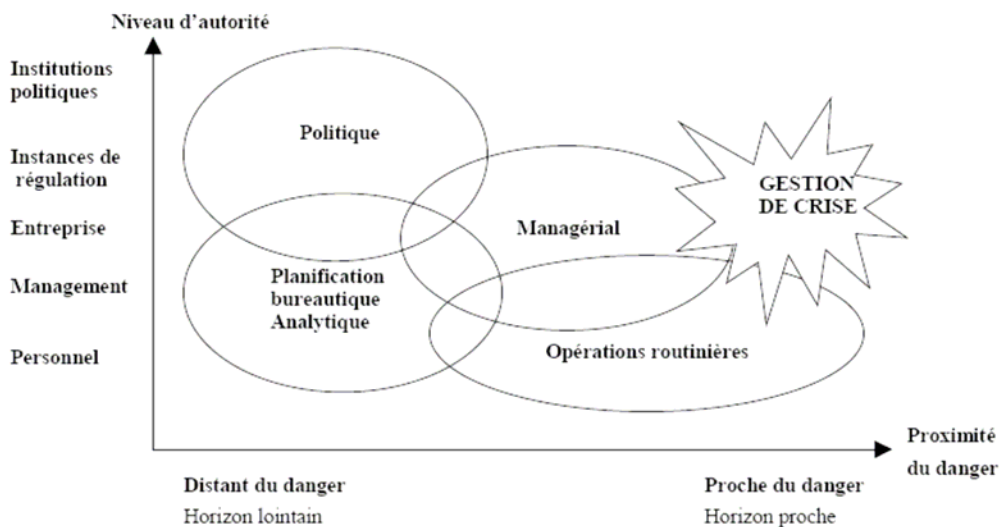 Niveau d'autorité
Institutions
politiques
Politique
Instances de
régulation
GESTION
DE CRISE
Entreprise
Managérial
Management
Planification
bureautique
Analytique
Personnel
Opérations routinières
Proximité
du danger
Distant du danger
Horizon lointain
Proche du danger
Horizon proche